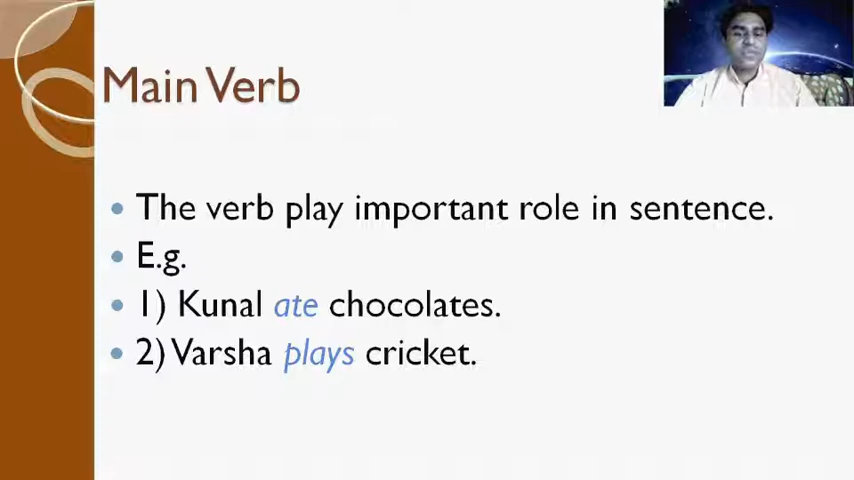 Main Verb
The verb play important role in sentence.
E.g.
1) Kunal ate chocolates.
2) Varsha plays cricket.